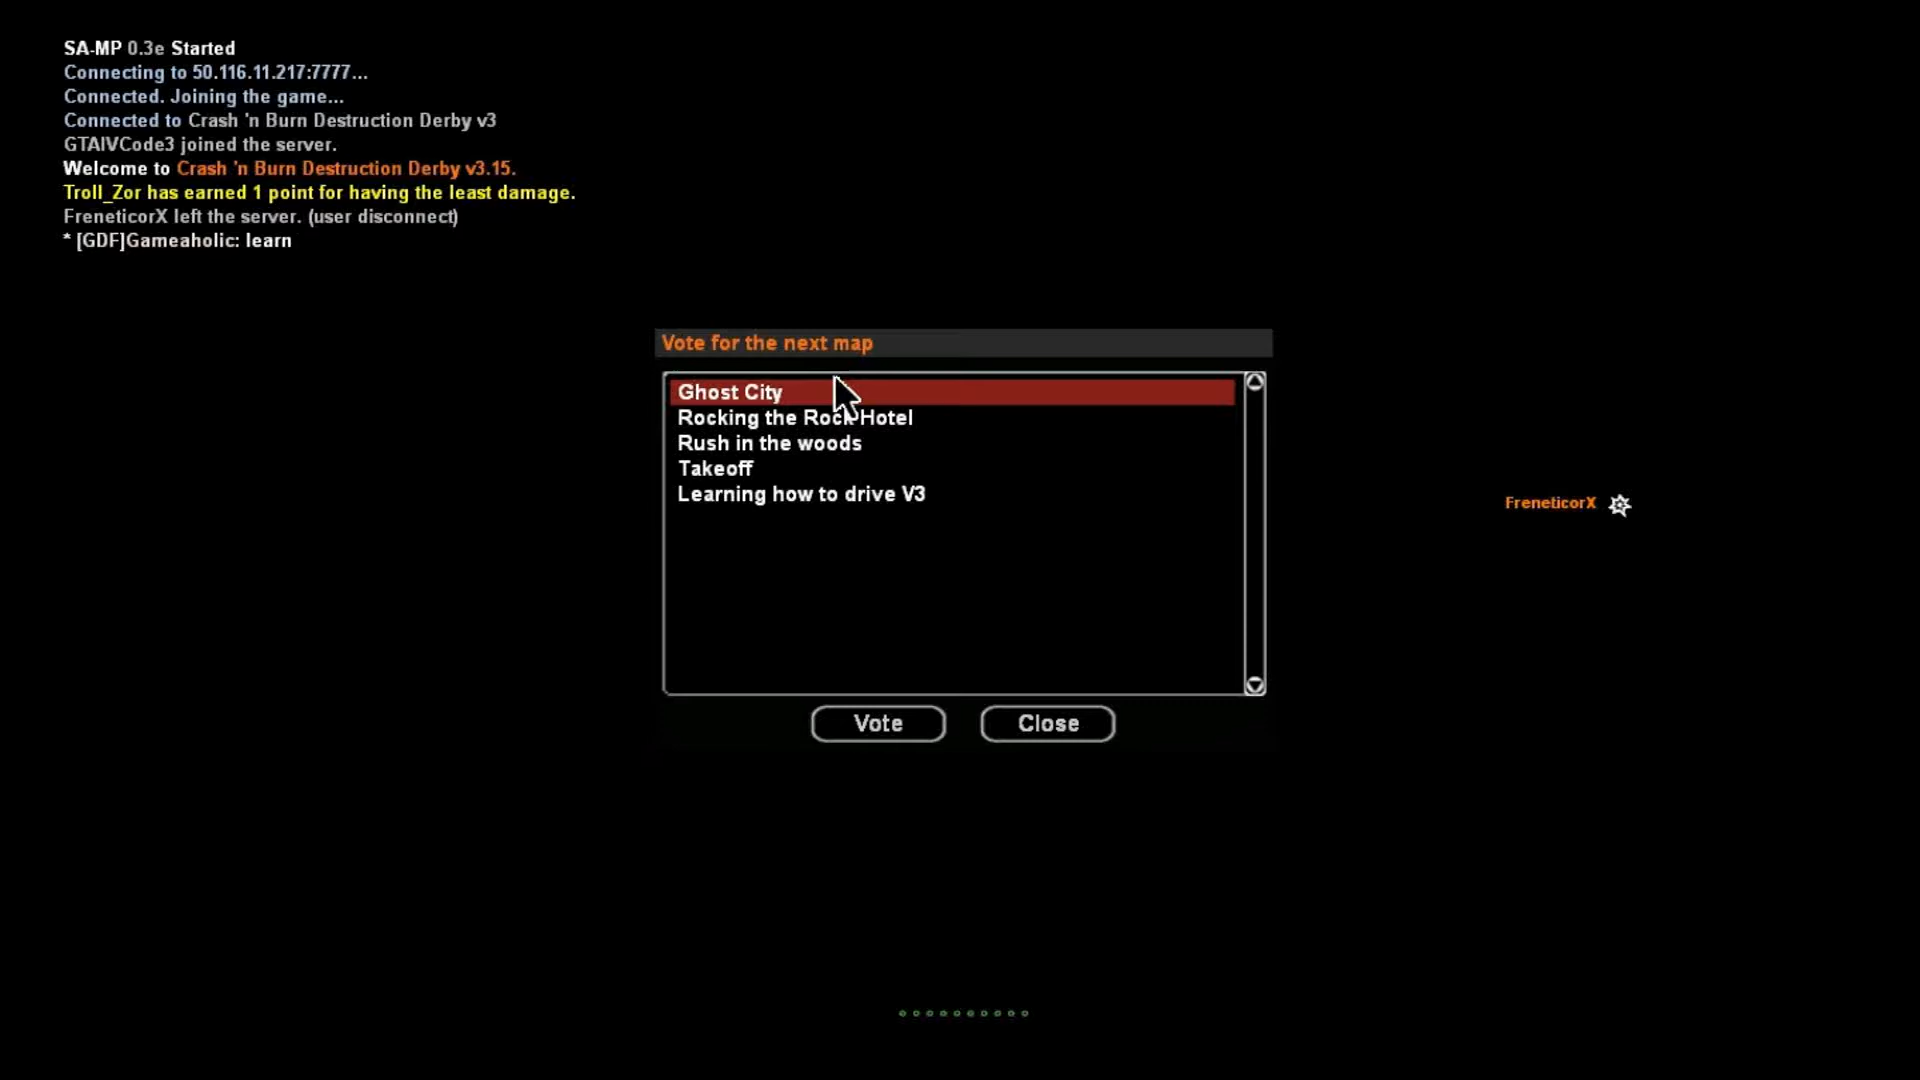 SA-MP 0.3e Started
Connecting to 50.116.11.217:7777...
Connected. Joining the game...
Connected to Crash 'n Burn Destruction Derby v3
GTAIVCode3 joined the server.
Welcome to Crash 'n Burn Destruction Derby v3.15.
Troll_Zor has earned 1 point for having the least damage.
FreneticorX left the server. (user disconnect)
* [GDF]Gameaholic: learn
Vote for the next map
Ghost City
Rocking the Rock Hotel
Rush in the woods
Takeoff
Learning how to drive V3
FreneticorX
Vote
Close